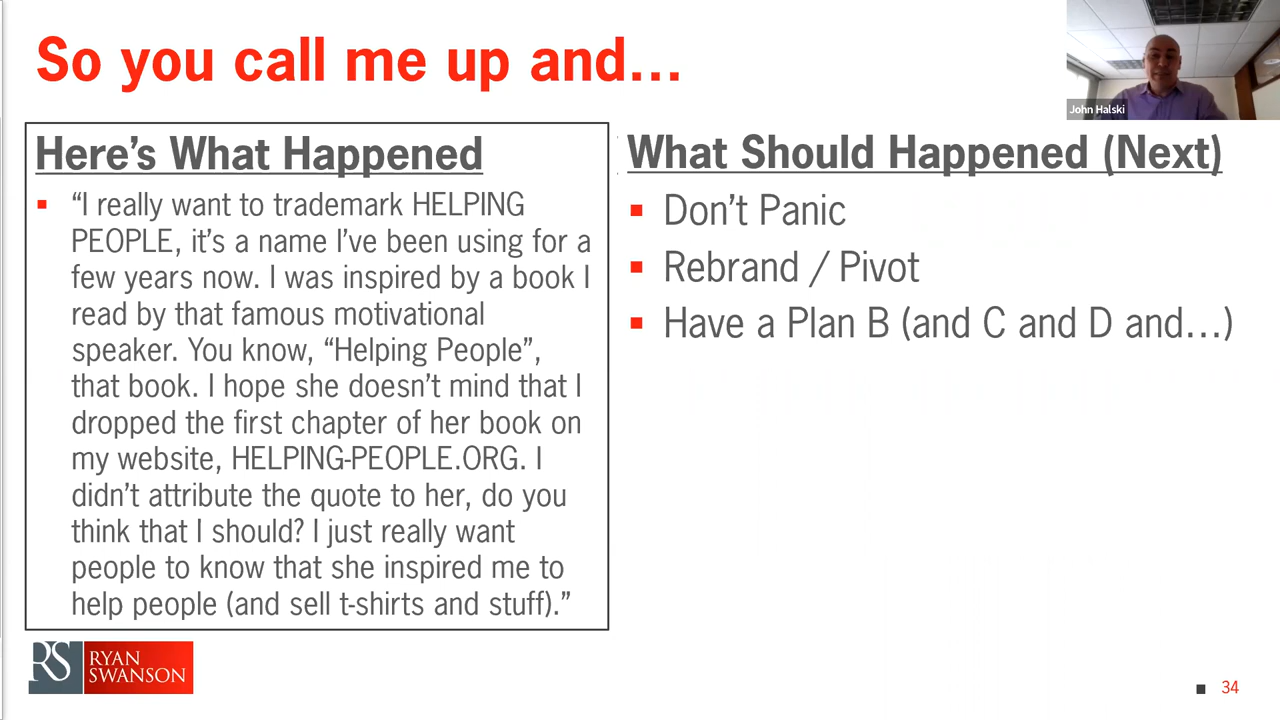 So you call me up and…
John Halski
Here's What Happened
"I really want to trademark HELPING
PEOPLE, it's a name I've been using for a
few years now. I was inspired by a book I
read by that famous motivational
speaker. You know, "Helping People",
that book. I hope she doesn't mind that I
dropped the first chapter of her book on
my website, HELPING-PEOPLE.ORG. I
didn't attribute the quote to her, do you
think that I should? I just really want
people to know that she inspired me to
help people (and sell t-shirts and stuff)."
What Should Happened (Next)
Don't Panic
Rebrand / Pivot
Have a Plan B (and C and D and…)
RS
RYAN
SWANSON
34